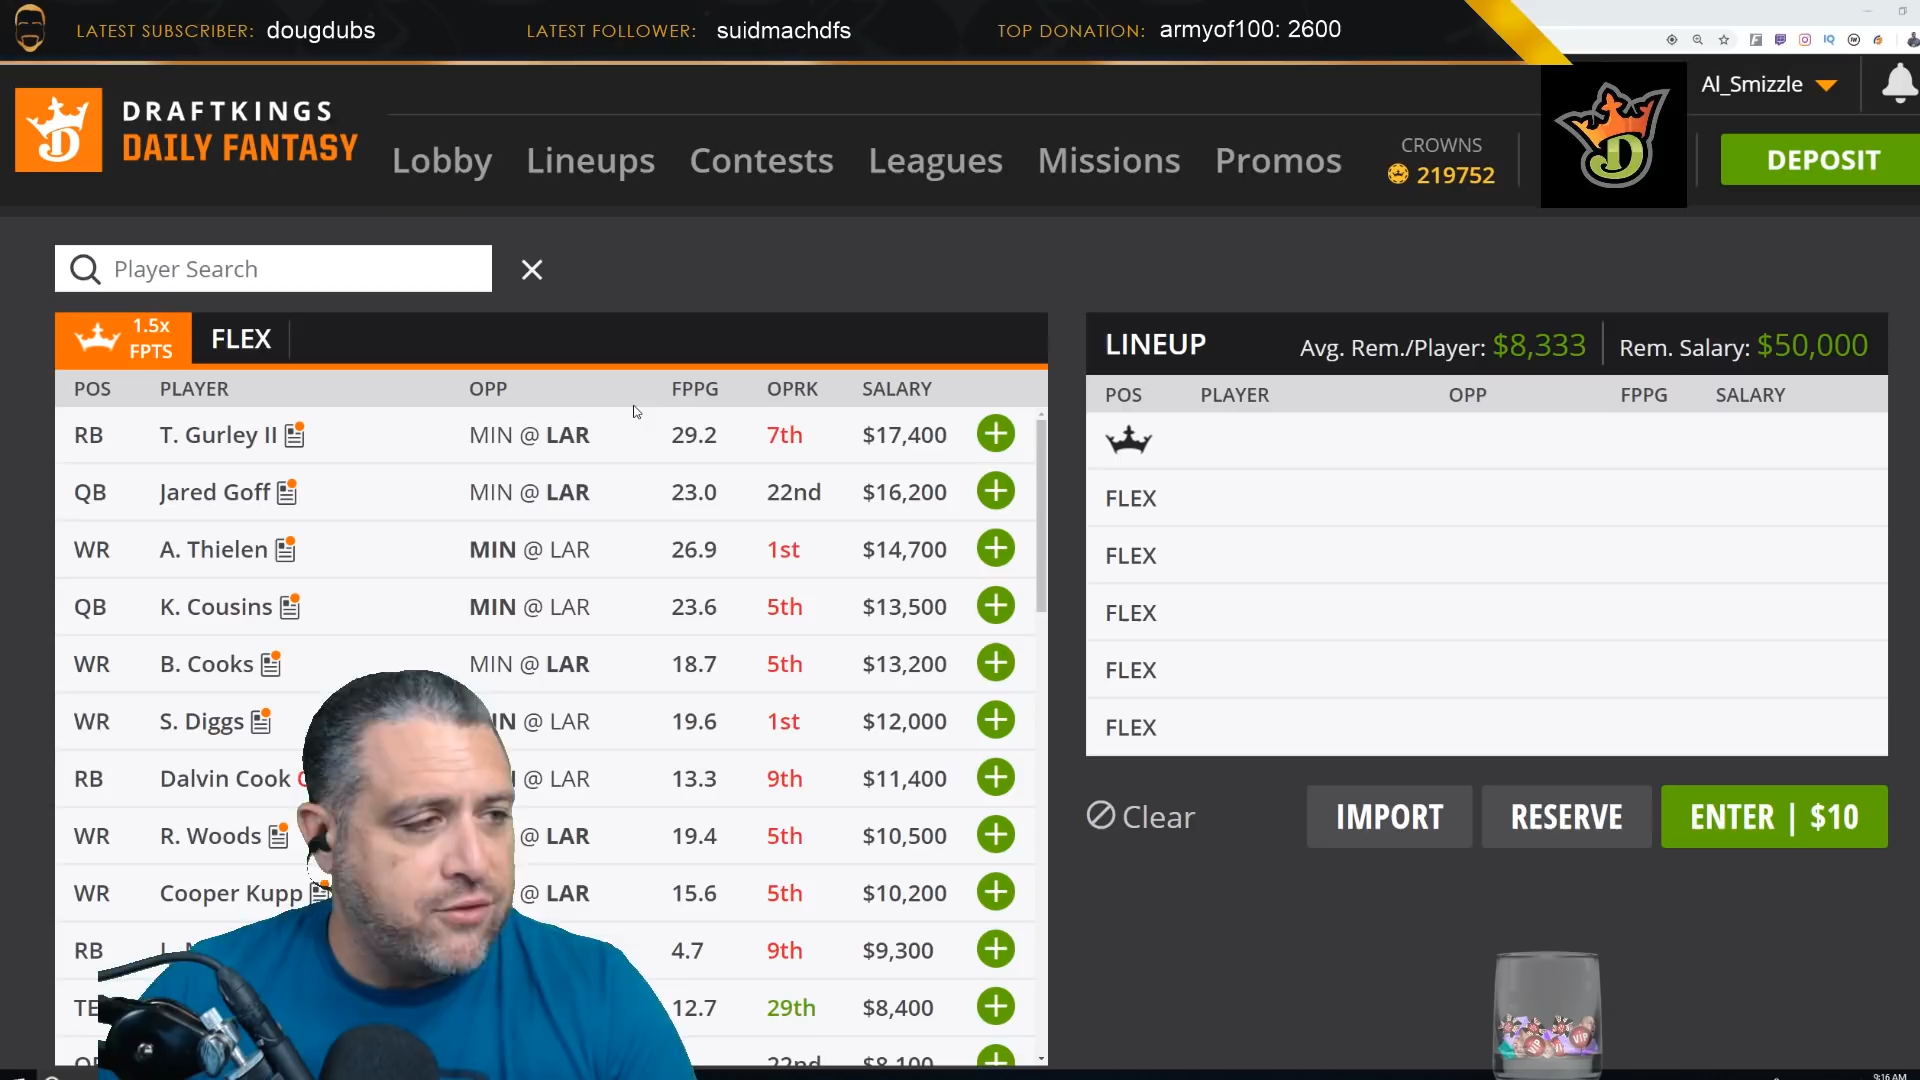 LATEST SUBSCRIBER: dougdubs LATEST FOLLOWER: suidmachdfs TOP DONATION: armyof100: 2600
DRAFTKINGS
DAILY FANTASY
Lobby Lineups Contests Leagues Missions Promos
CROWNS
219752
Al_Smizzle
DEPOSIT
Player Search
1.5x
FPTS
FLEX
POS PLAYER OPP FPPG OPRK SALARY
RB T. Gurley II MIN @ LAR 29.2 7th $17,400
QB Jared Goff MIN @ LAR 23.0 22nd $16,200
WR A. Thielen MIN @ LAR 26.9 1st $14,700
QB K. Cousins MIN @ LAR 23.6 5th $13,500
WR B. Cooks MIN @ LAR 18.7 5th $13,200
WR S. Diggs @ LAR 19.6 1st $12,000
RB Dalvin Cook @ LAR 13.3 9th $11,400
WR R. Woods @ LAR 19.4 5th $10,500
WR Cooper Kupp @ LAR 15.6 5th $10,200
RB 4.7 9th $9,300
TE 12.7 29th $8,400
22nd $8,100
LINEUP Avg. Rem./Player: $8,333 Rem. Salary: $50,000
POS PLAYER OPP FPPG SALARY
FLEX
FLEX
FLEX
FLEX
FLEX
Clear IMPORT RESERVE ENTER | $10
VIP
9:16 AM